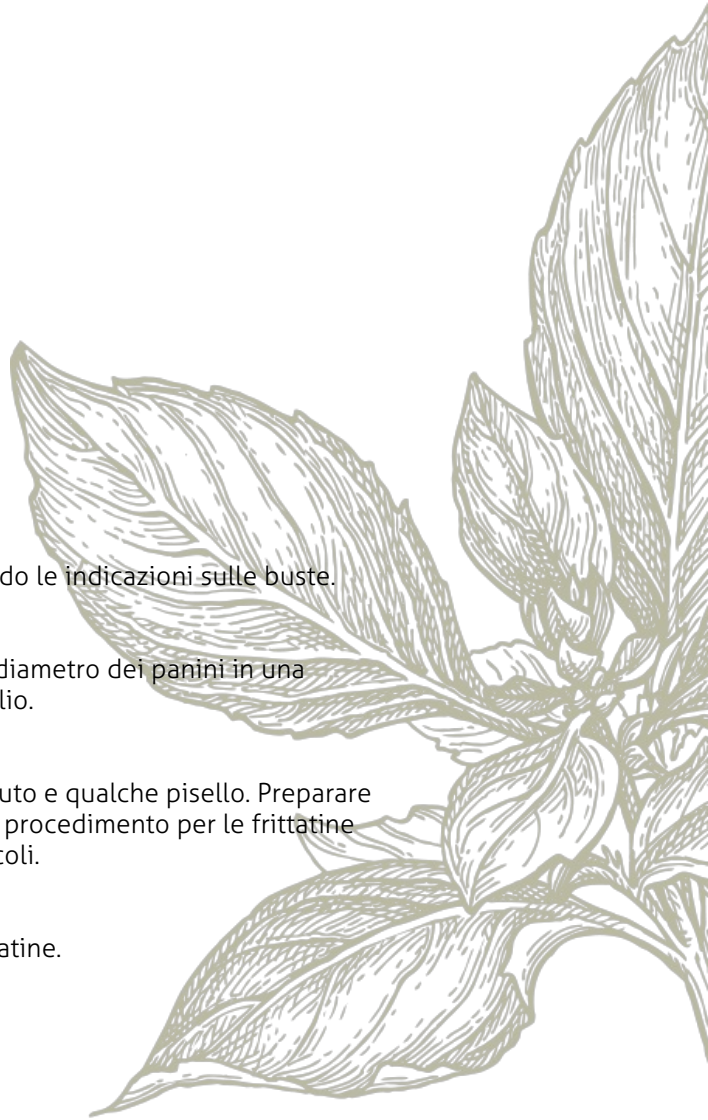 do le indicazioni sulle buste.
diametro dei panini in una
lio.
uto e qualche pisello. Preparare
procedimento per le frittatine
coli.
atine.